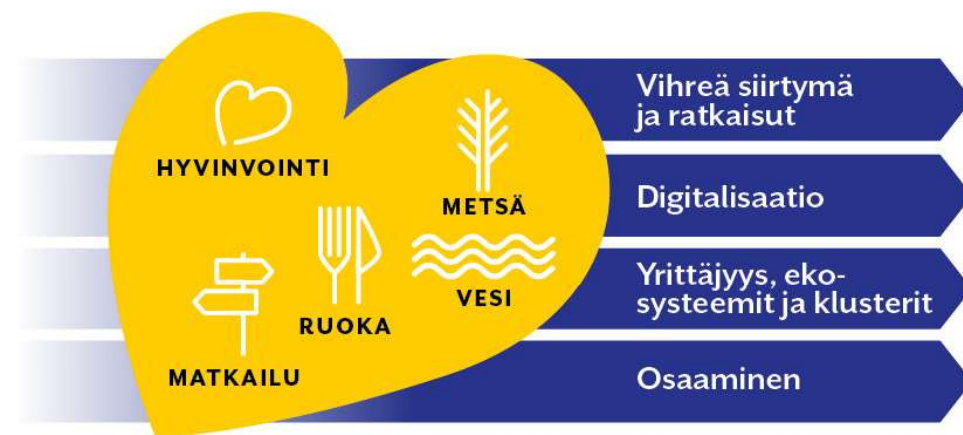 HYVINVOINTI
METSÄ
VESI
RUOKA
MATKAILU
Vihreä siirtymä
ja ratkaisut
Digitalisaatio
Yrittäjyys, eko-
systeemit ja klusterit
Osaaminen